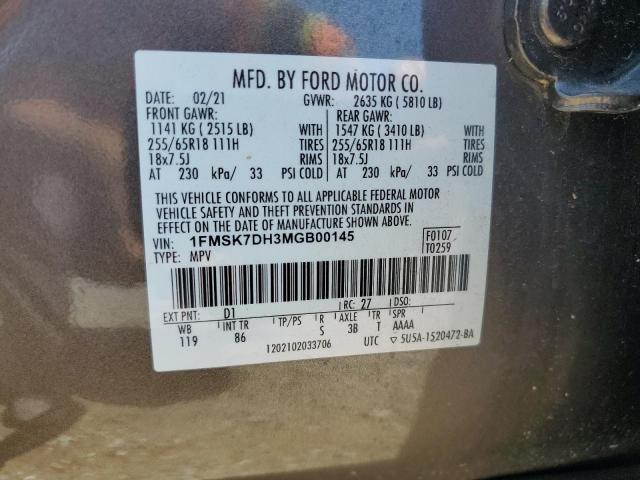 MFD. BY FORD MOTOR CO.
DATE: 02/21 GVWR: 2635 KG ( 5810 LB)
FRONT GAWR: REAR GAWR:
1141 KG ( 2515 LB) WITH 1547 KG ( 3410 LB) WITH
255/65R18 111H TIRES 255/65R18 111H TIRES
18x7.5J RIMS 18x7.5J RIMS
AT 230 kPa/ 33 PSI COLD AT 230 kPa/ 33 PSI COLD
THIS VEHICLE CONFORMS TO ALL APPLICABLE FEDERAL MOTOR
VEHICLE SAFETY AND THEFT PREVENTION STANDARDS IN
EFFECT ON THE DATE OF MANUFACTURE SHOWN ABOVE.
VIN: 1FMSK7DH3MGB00145 F0107
TYPE: MPV T0259
EXT PNT: D1 RC: 27 DSO:
WB INT TR TP/PS R AXLE TR SPR
119 86 S 3B T AAAA
1202102033706 UTC ▽ 5U5A-1520472-BA